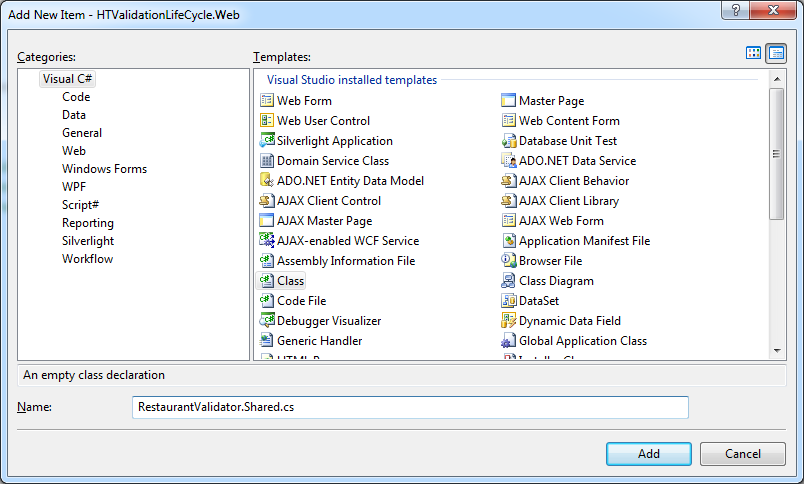 Add New Item - HTValidationLifeCycle.Web
Categories:
Templates:
Visual C#
Code
Data
General
Web
Windows Forms
WPF
Script#
Reporting
Silverlight
Workflow
Visual Studio installed templates
Web Form
Master Page
Web User Control
Web Content Form
Silverlight Application
Database Unit Test
Domain Service Class
ADO.NET Data Service
ADO.NET Entity Data Model
AJAX Client Behavior
AJAX Client Control
AJAX Client Library
AJAX Master Page
AJAX Web Form
AJAX-enabled WCF Service
Application Manifest File
Assembly Information File
Browser File
Class
Class Diagram
Code File
DataSet
Debugger Visualizer
Dynamic Data Field
Generic Handler
Global Application Class
An empty class declaration
Name:
RestaurantValidator.Shared.cs
Add
Cancel